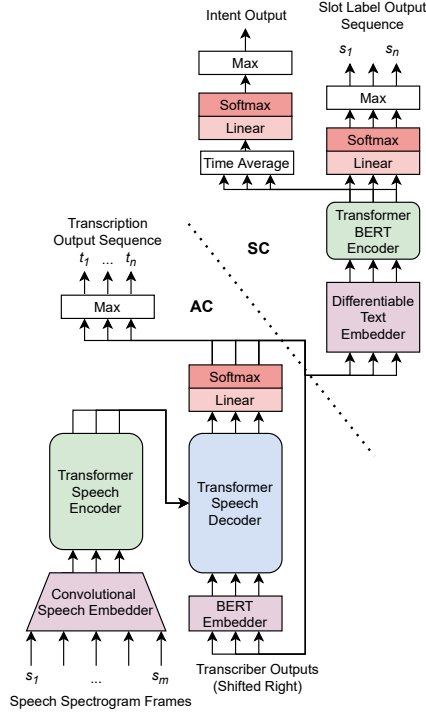 Intent Output
Max
Softmax
Linear
Time Average
Slot Label Output
Sequence
s1 sn
Max
Softmax
Linear
Transformer
BERT
Encoder
Differentiable
Text
Embedder
SC
AC
Transcription
Output Sequence
t1 ... tn
Max
Softmax
Linear
Transformer
Speech
Encoder
Transformer
Speech
Decoder
Convolutional
Speech Embedder
BERT
Embedder
s1 ... sm
Speech Spectrogram Frames
Transcriber Outputs
(Shifted Right)